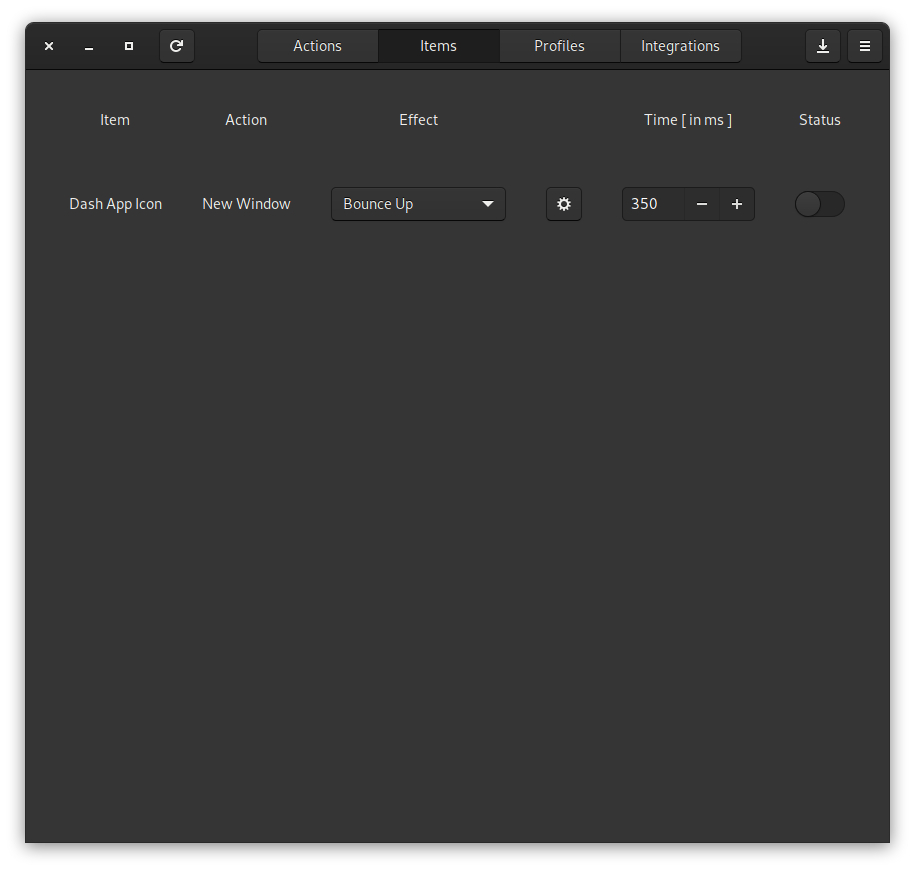 Actions Items Profiles Integrations
Item Action Effect Time [ in ms ] Status
Dash App Icon New Window Bounce Up 350